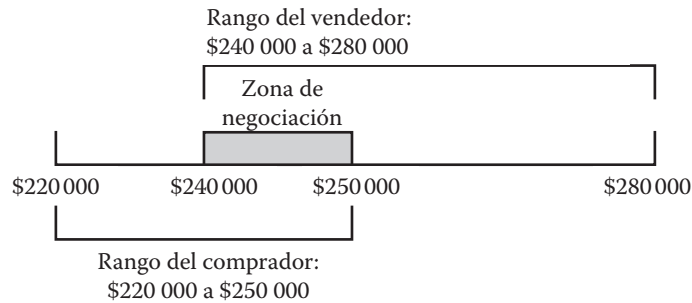 Rango del vendedor:
$240 000 a $280 000
Zona de
negociación
$220 000 $240 000 $250 000 $280 000
Rango del comprador:
$220 000 a $250 000